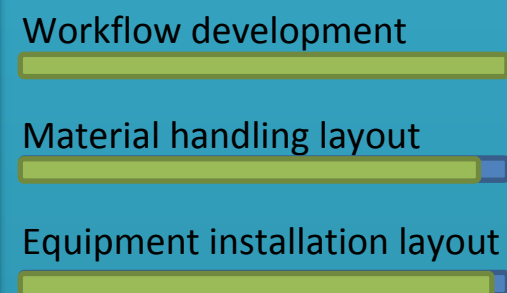 Workflow development
Material handling layout
Equipment installation layout